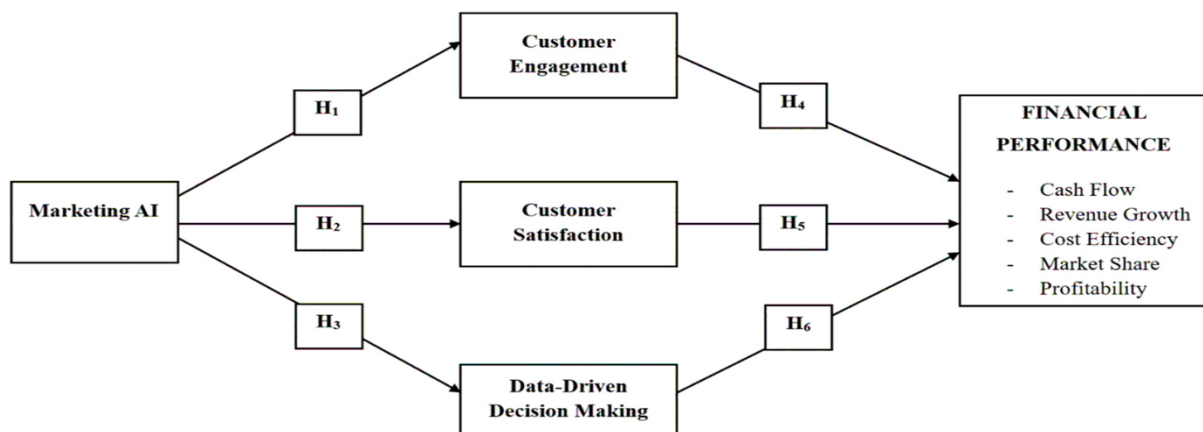 Customer
Engagement
H₁
H₄
FINANCIAL
PERFORMANCE
- Cash Flow
- Revenue Growth
- Cost Efficiency
- Market Share
- Profitability
Marketing AI
H₂
Customer
Satisfaction
H₅
H₃
H₆
Data-Driven
Decision Making